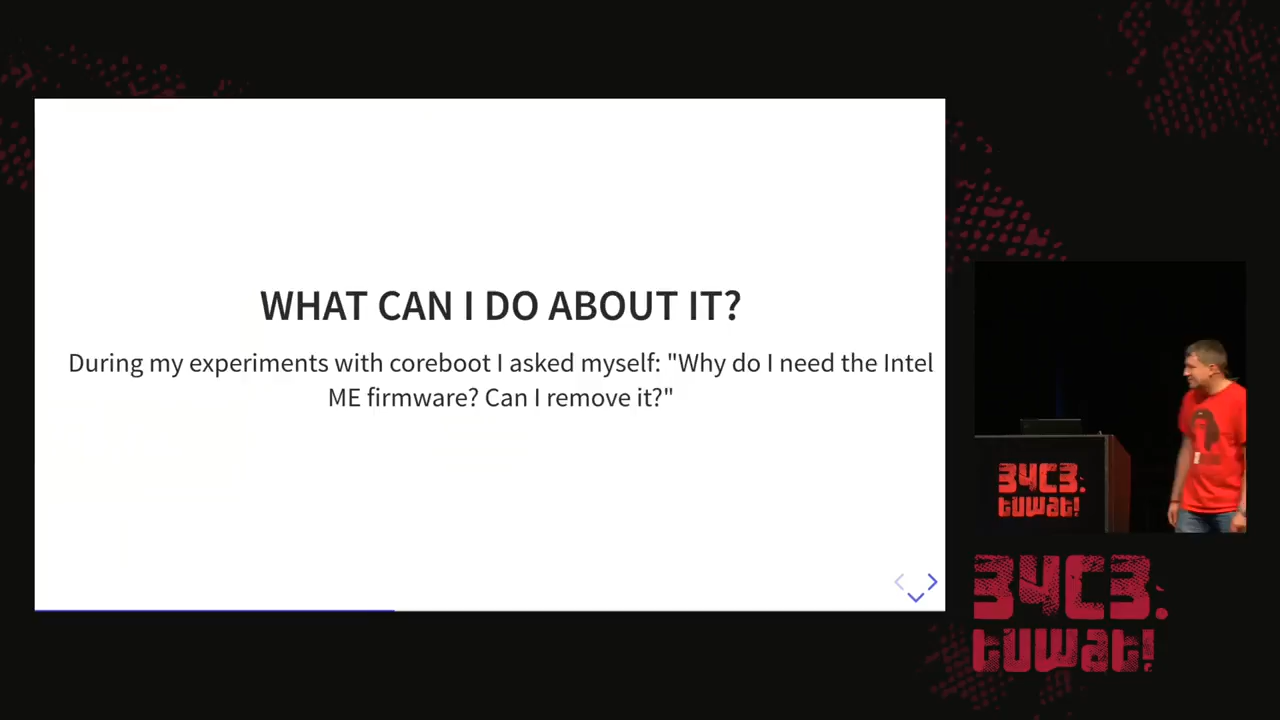 WHAT CAN I DO ABOUT IT?
During my experiments with coreboot I asked myself: "Why do I need the Intel
ME firmware? Can I remove it?"
34C3.
tuwat!
34C3.
tuwat!